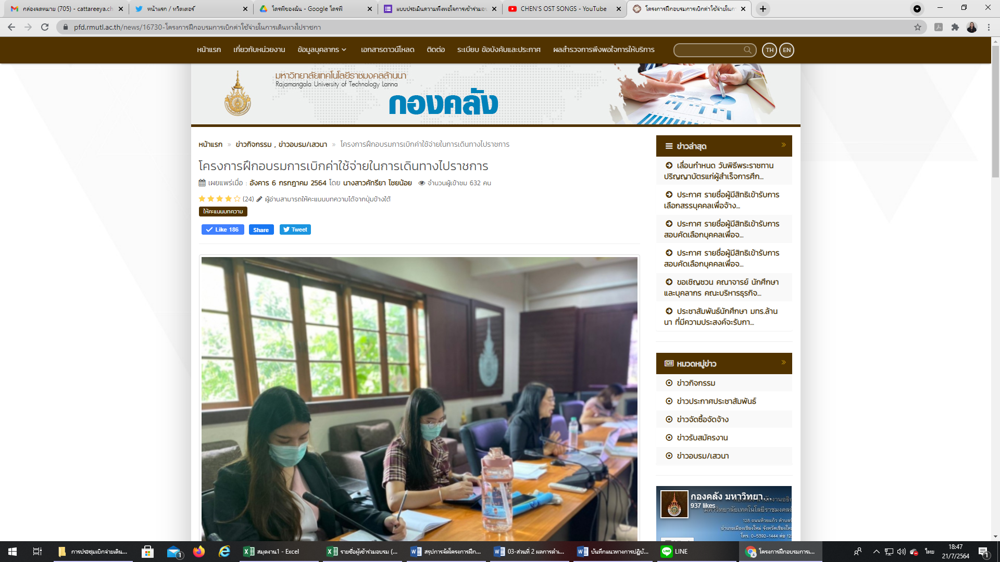 กล่องจดหมาย (705) - cattareeya.ch
หน้าแรก / ทวิตเตอร์
ไดรฟ์ของฉัน - Google ไดรฟ์
แบบประเมินความพึงพอใจการเข้าร่วมอบ
CHEN'S OST SONGS - YouTube
โครงการฝึกอบรมการเบิกค่าใช้จ่ายในกา
pfd.rmutl.ac.th/news/16730-โครงการฝึกอบรมการเบิกค่าใช้จ่ายในการเดินทางไปราชกา
หน้าแรก เกี่ยวกับหน่วยงาน ข้อมูลบุคลากร เอกสารดาวน์โหลด ติดต่อ ระเบียบ ข้อบังคับและประกาศ ผลสำรวจการพึงพอใจการให้บริการ TH EN
มหาวิทยาลัยเทคโนโลยีราชมงคลล้านนา
Rajamangala University of Technology Lanna
กองคลัง
หน้าแรก » ข่าวกิจกรรม , ข่าวอบรม/เสวนา » โครงการฝึกอบรมการเบิกค่าใช้จ่ายในการเดินทางไปราชการ
โครงการฝึกอบรมการเบิกค่าใช้จ่ายในการเดินทางไปราชการ
เผยแพร่เมื่อ : อังคาร 6 กรกฎาคม 2564 โดย นางสาวคัทรียา ไชยน้อย จำนวนผู้เข้าชม 632 คน
(24) ผู้อ่านสามารถให้คะแนนบทความได้จากปุ่มข้างใต้
ให้คะแนนบทความ
Like 186 Share Tweet
ข่าวล่าสุด »
เลื่อนกำหนด วันพิธีพระราชทาน
ปริญญาบัตรแก่ผู้สำเร็จการศึก...
ประกาศ รายชื่อผู้มีสิทธิเข้ารับการ
เลือกสรรบุคคลเพื่อจ้าง...
ประกาศ รายชื่อผู้มีสิทธิเข้ารับการ
สอบคัดเลือกบุคคลเพื่อจ...
ประกาศ รายชื่อผู้มีสิทธิเข้ารับการ
สอบคัดเลือกบุคคลเพื่อจ...
ขอเชิญชวน คณาจารย์ นักศึกษา
และบุคลากร คณะบริหารธุรกิจ...
ประชาสัมพันธ์นักศึกษา มทร.ล้าน
นา ที่มีความประสงค์จะรับกา...
หมวดหมู่ข่าว »
ข่าวกิจกรรม
ข่าวประกาศประชาสัมพันธ์
ข่าวจัดซื้อจัดจ้าง
ข่าวรับสมัครงาน
ข่าวอบรม/เสวนา
กองคลัง มหาวิทยา...
937 likes
มหาวิทยาลัยเทคโนโลยีราชมงคลล้
128 ถนนห้วยแก้ว ตำบลช้
อำเภอเมืองเชียงใหม่ จังหวัดเชียงใหม่
โทร. 0-5392-1444 ต่อ 12
การประชุมเบิกจ่ายเดิน...
1
สมุดงาน1 - Excel
รายชื่อผู้เข้าร่วมอบรม (...
สรุปการจัดโครงการฝึก...
03-ส่วนที่ 2 ผลการดำเ...
บันทึกแนวทางการปฏิบั...
LINE
โครงการฝึกอบรมการเ...
ไทย
18:47
21/7/2564
1